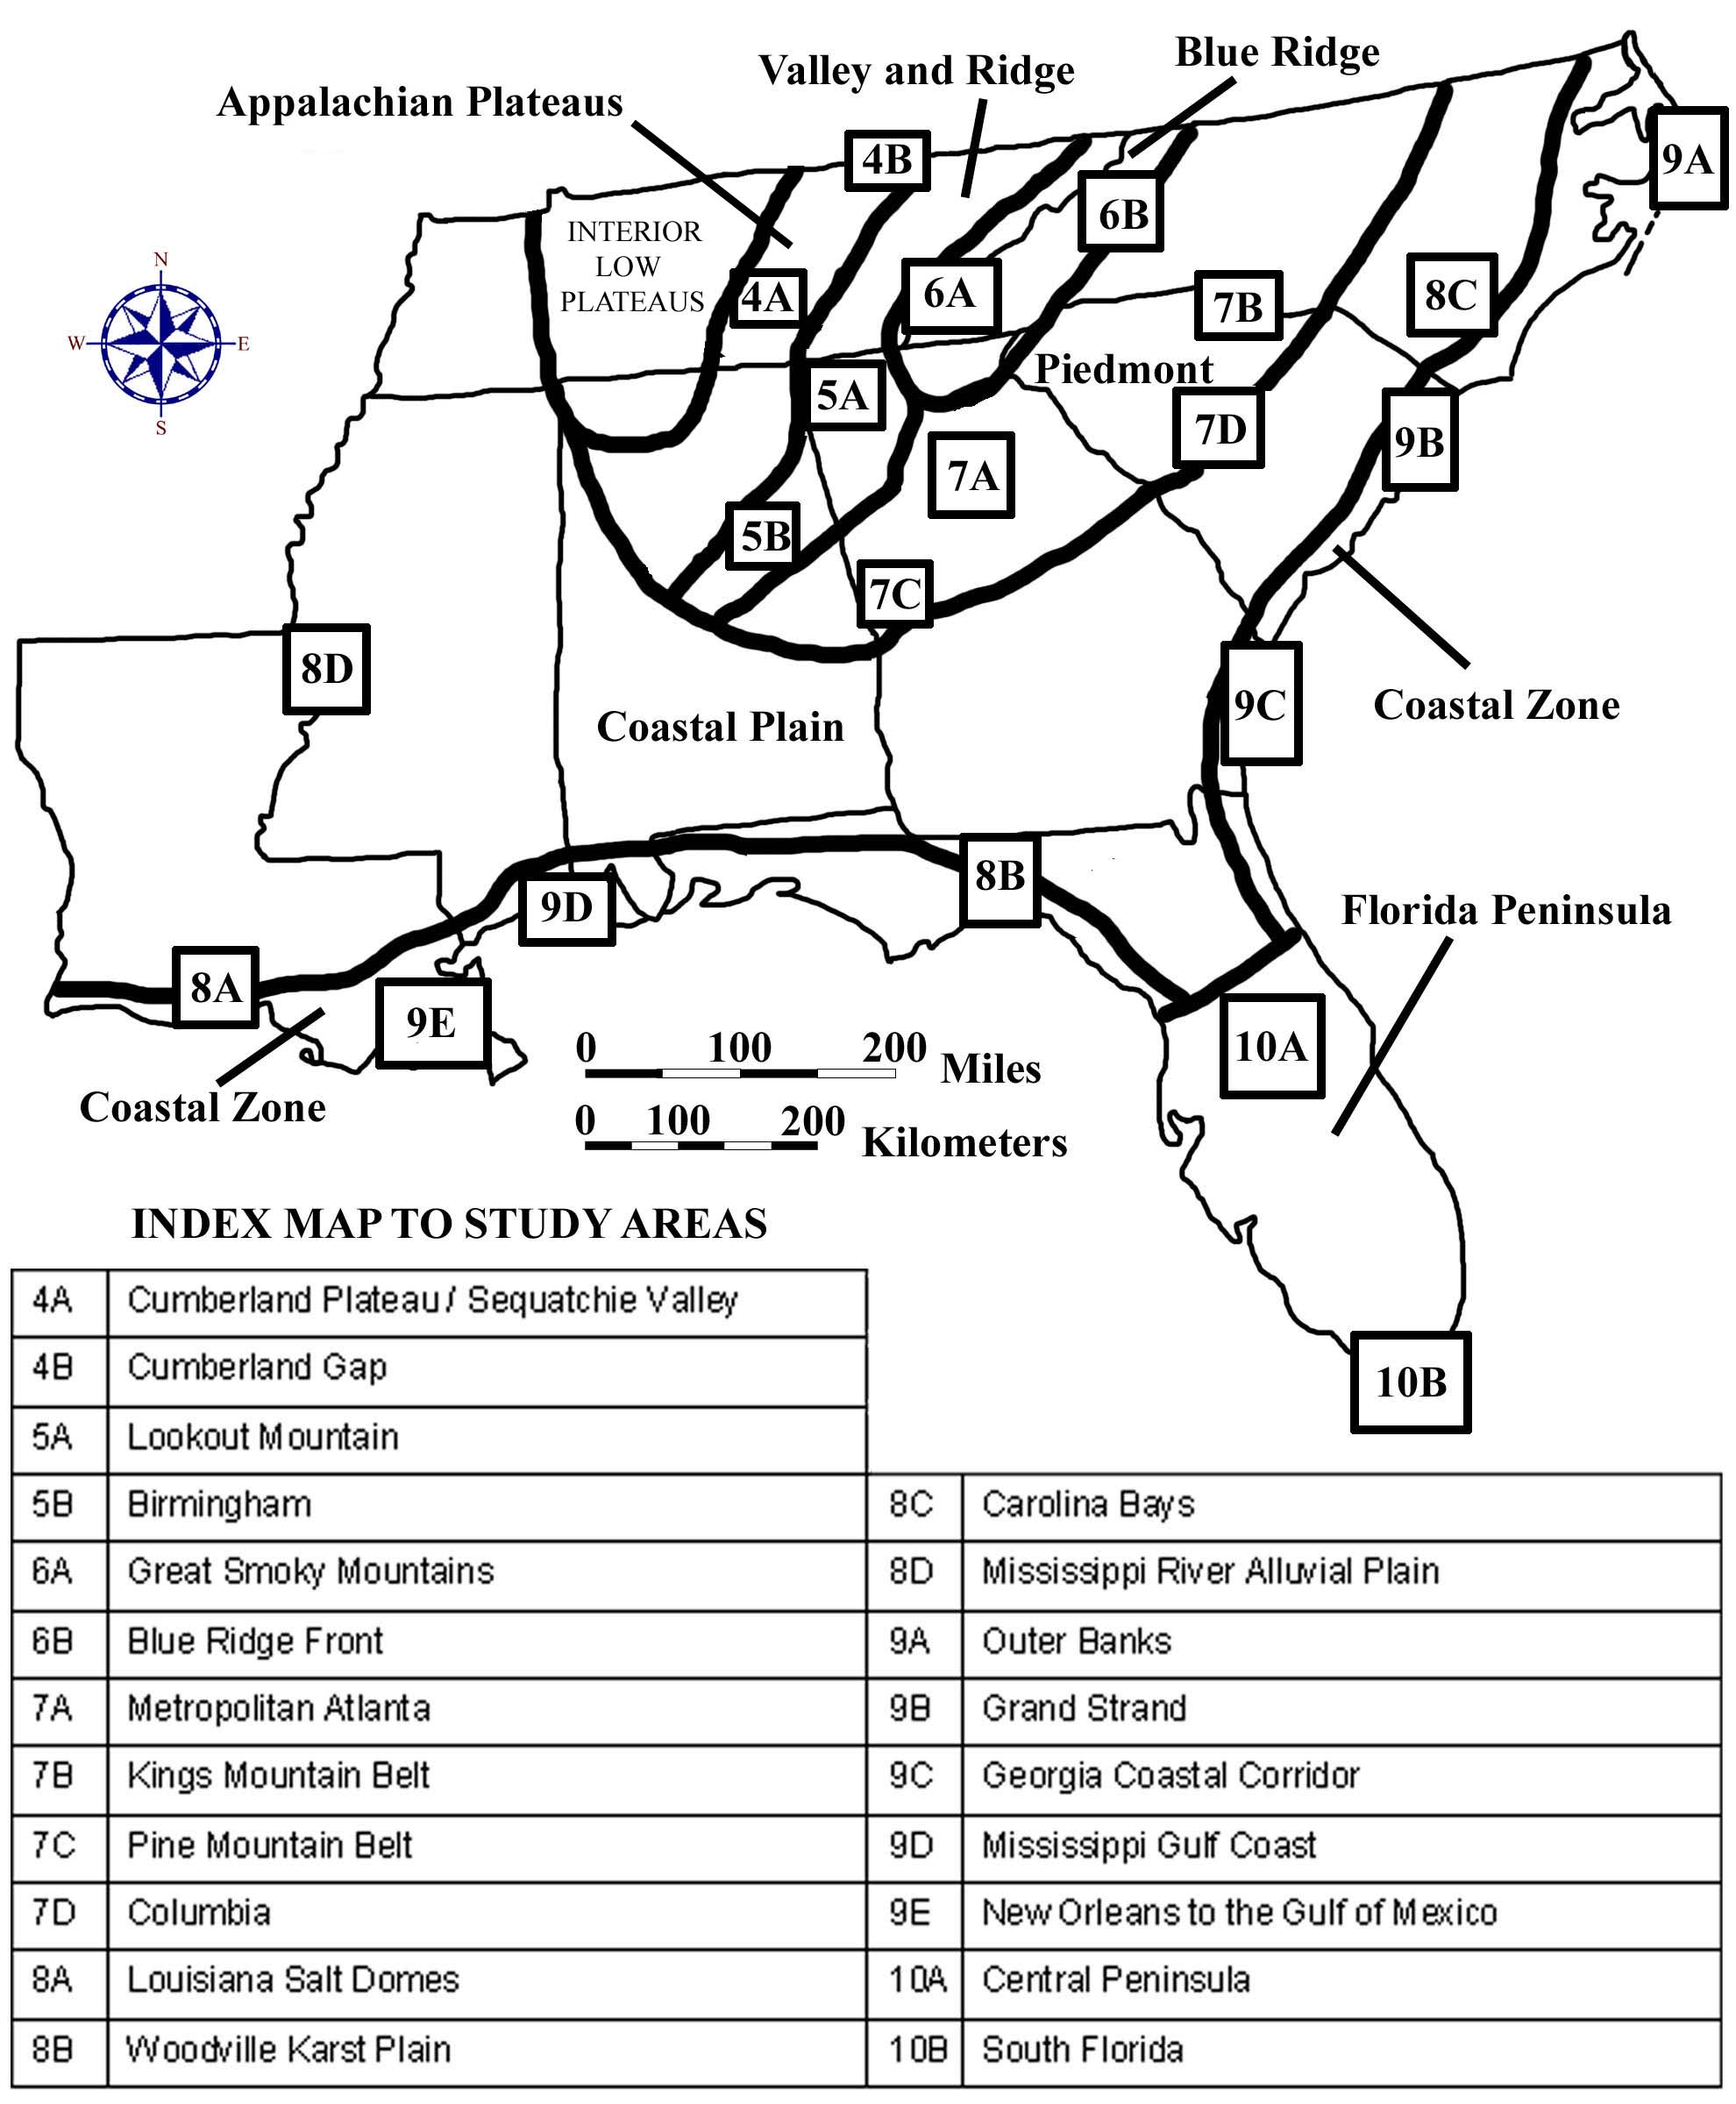 Blue Ridge
Valley and Ridge
Appalachian Plateaus
4B
9A
6B
INTERIOR
LOW
PLATEAUS
N
W
E
S
4A
6A
7B
8C
Piedmont
5A
7D
9B
7A
5B
7C
8D
9C
Coastal Zone
Coastal Plain
8B
9D
Florida Peninsula
8A
9E
10A
0 100 200 Miles
0 100 200 Kilometers
Coastal Zone
10B
INDEX MAP TO STUDY AREAS
4A Cumberland Plateau / Sequatchie Valley
4B Cumberland Gap
5A Lookout Mountain
5B Birmingham
6A Great Smoky Mountains
6B Blue Ridge Front
7A Metropolitan Atlanta
7B Kings Mountain Belt
7C Pine Mountain Belt
7D Columbia
8A Louisiana Salt Domes
8B Woodville Karst Plain
8C Carolina Bays
8D Mississippi River Alluvial Plain
9A Outer Banks
9B Grand Strand
9C Georgia Coastal Corridor
9D Mississippi Gulf Coast
9E New Orleans to the Gulf of Mexico
10A Central Peninsula
10B South Florida